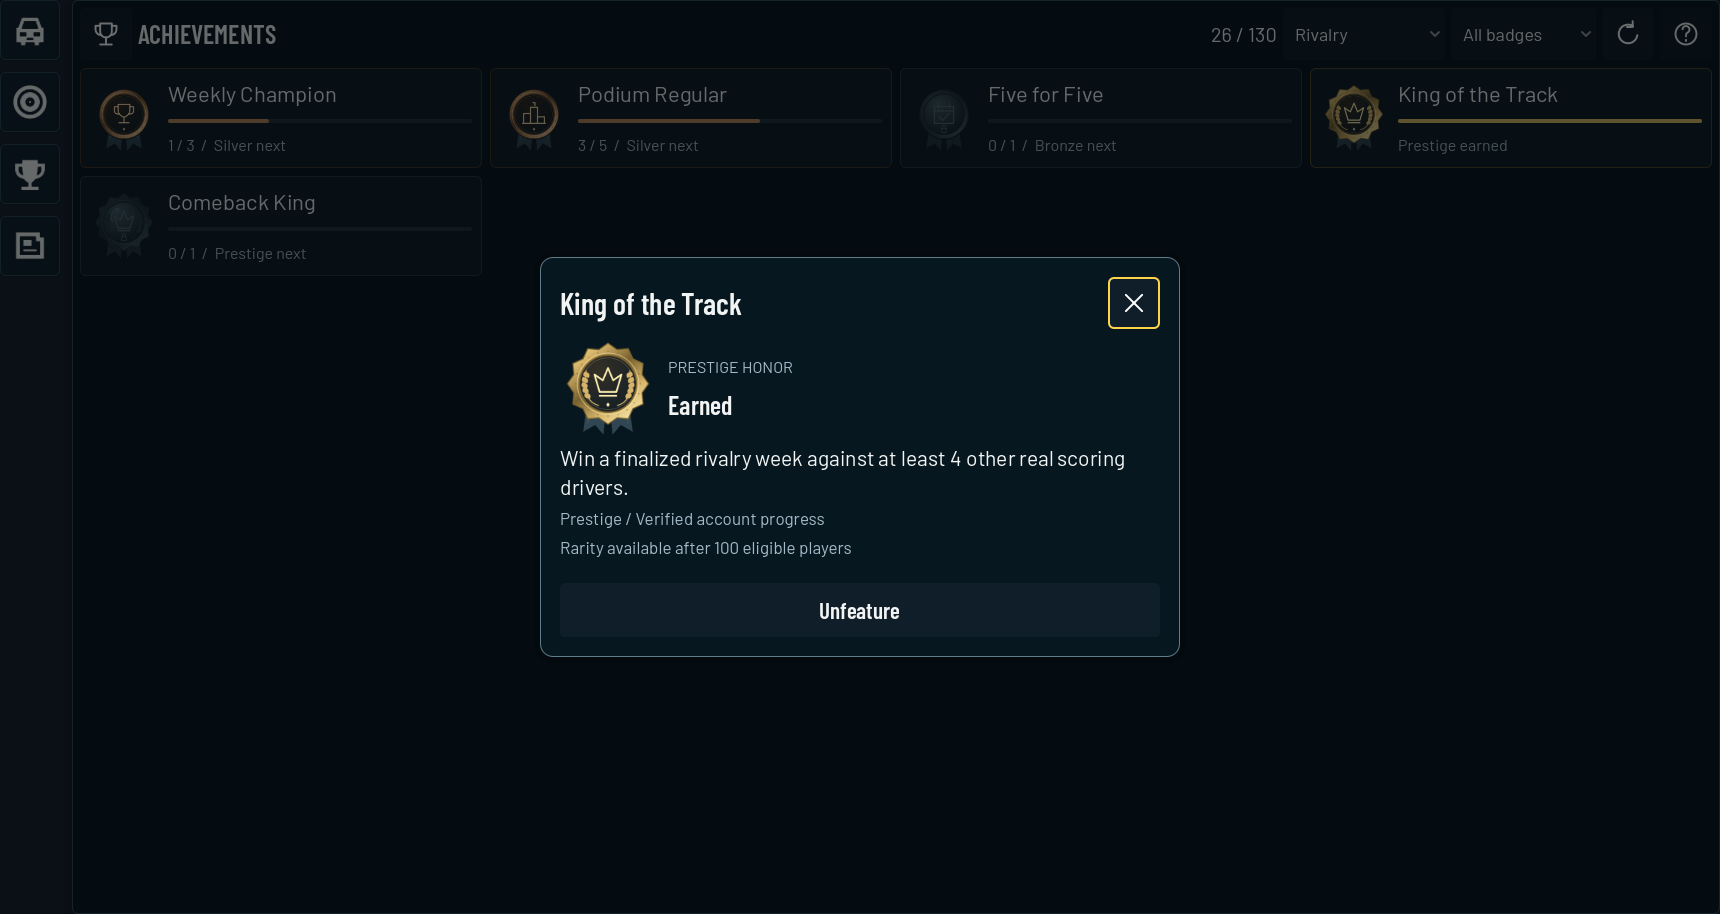 ACHIEVEMENTS
26 / 130
Rivalry
All badges
Weekly Champion
1 / 3 / Silver next
Podium Regular
3 / 5 / Silver next
Five for Five
0 / 1 / Bronze next
King of the Track
Prestige earned
Comeback King
0 / 1 / Prestige next
King of the Track
PRESTIGE HONOR
Earned
Win a finalized rivalry week against at least 4 other real scoring
drivers.
Prestige / Verified account progress
Rarity available after 100 eligible players
Unfeature